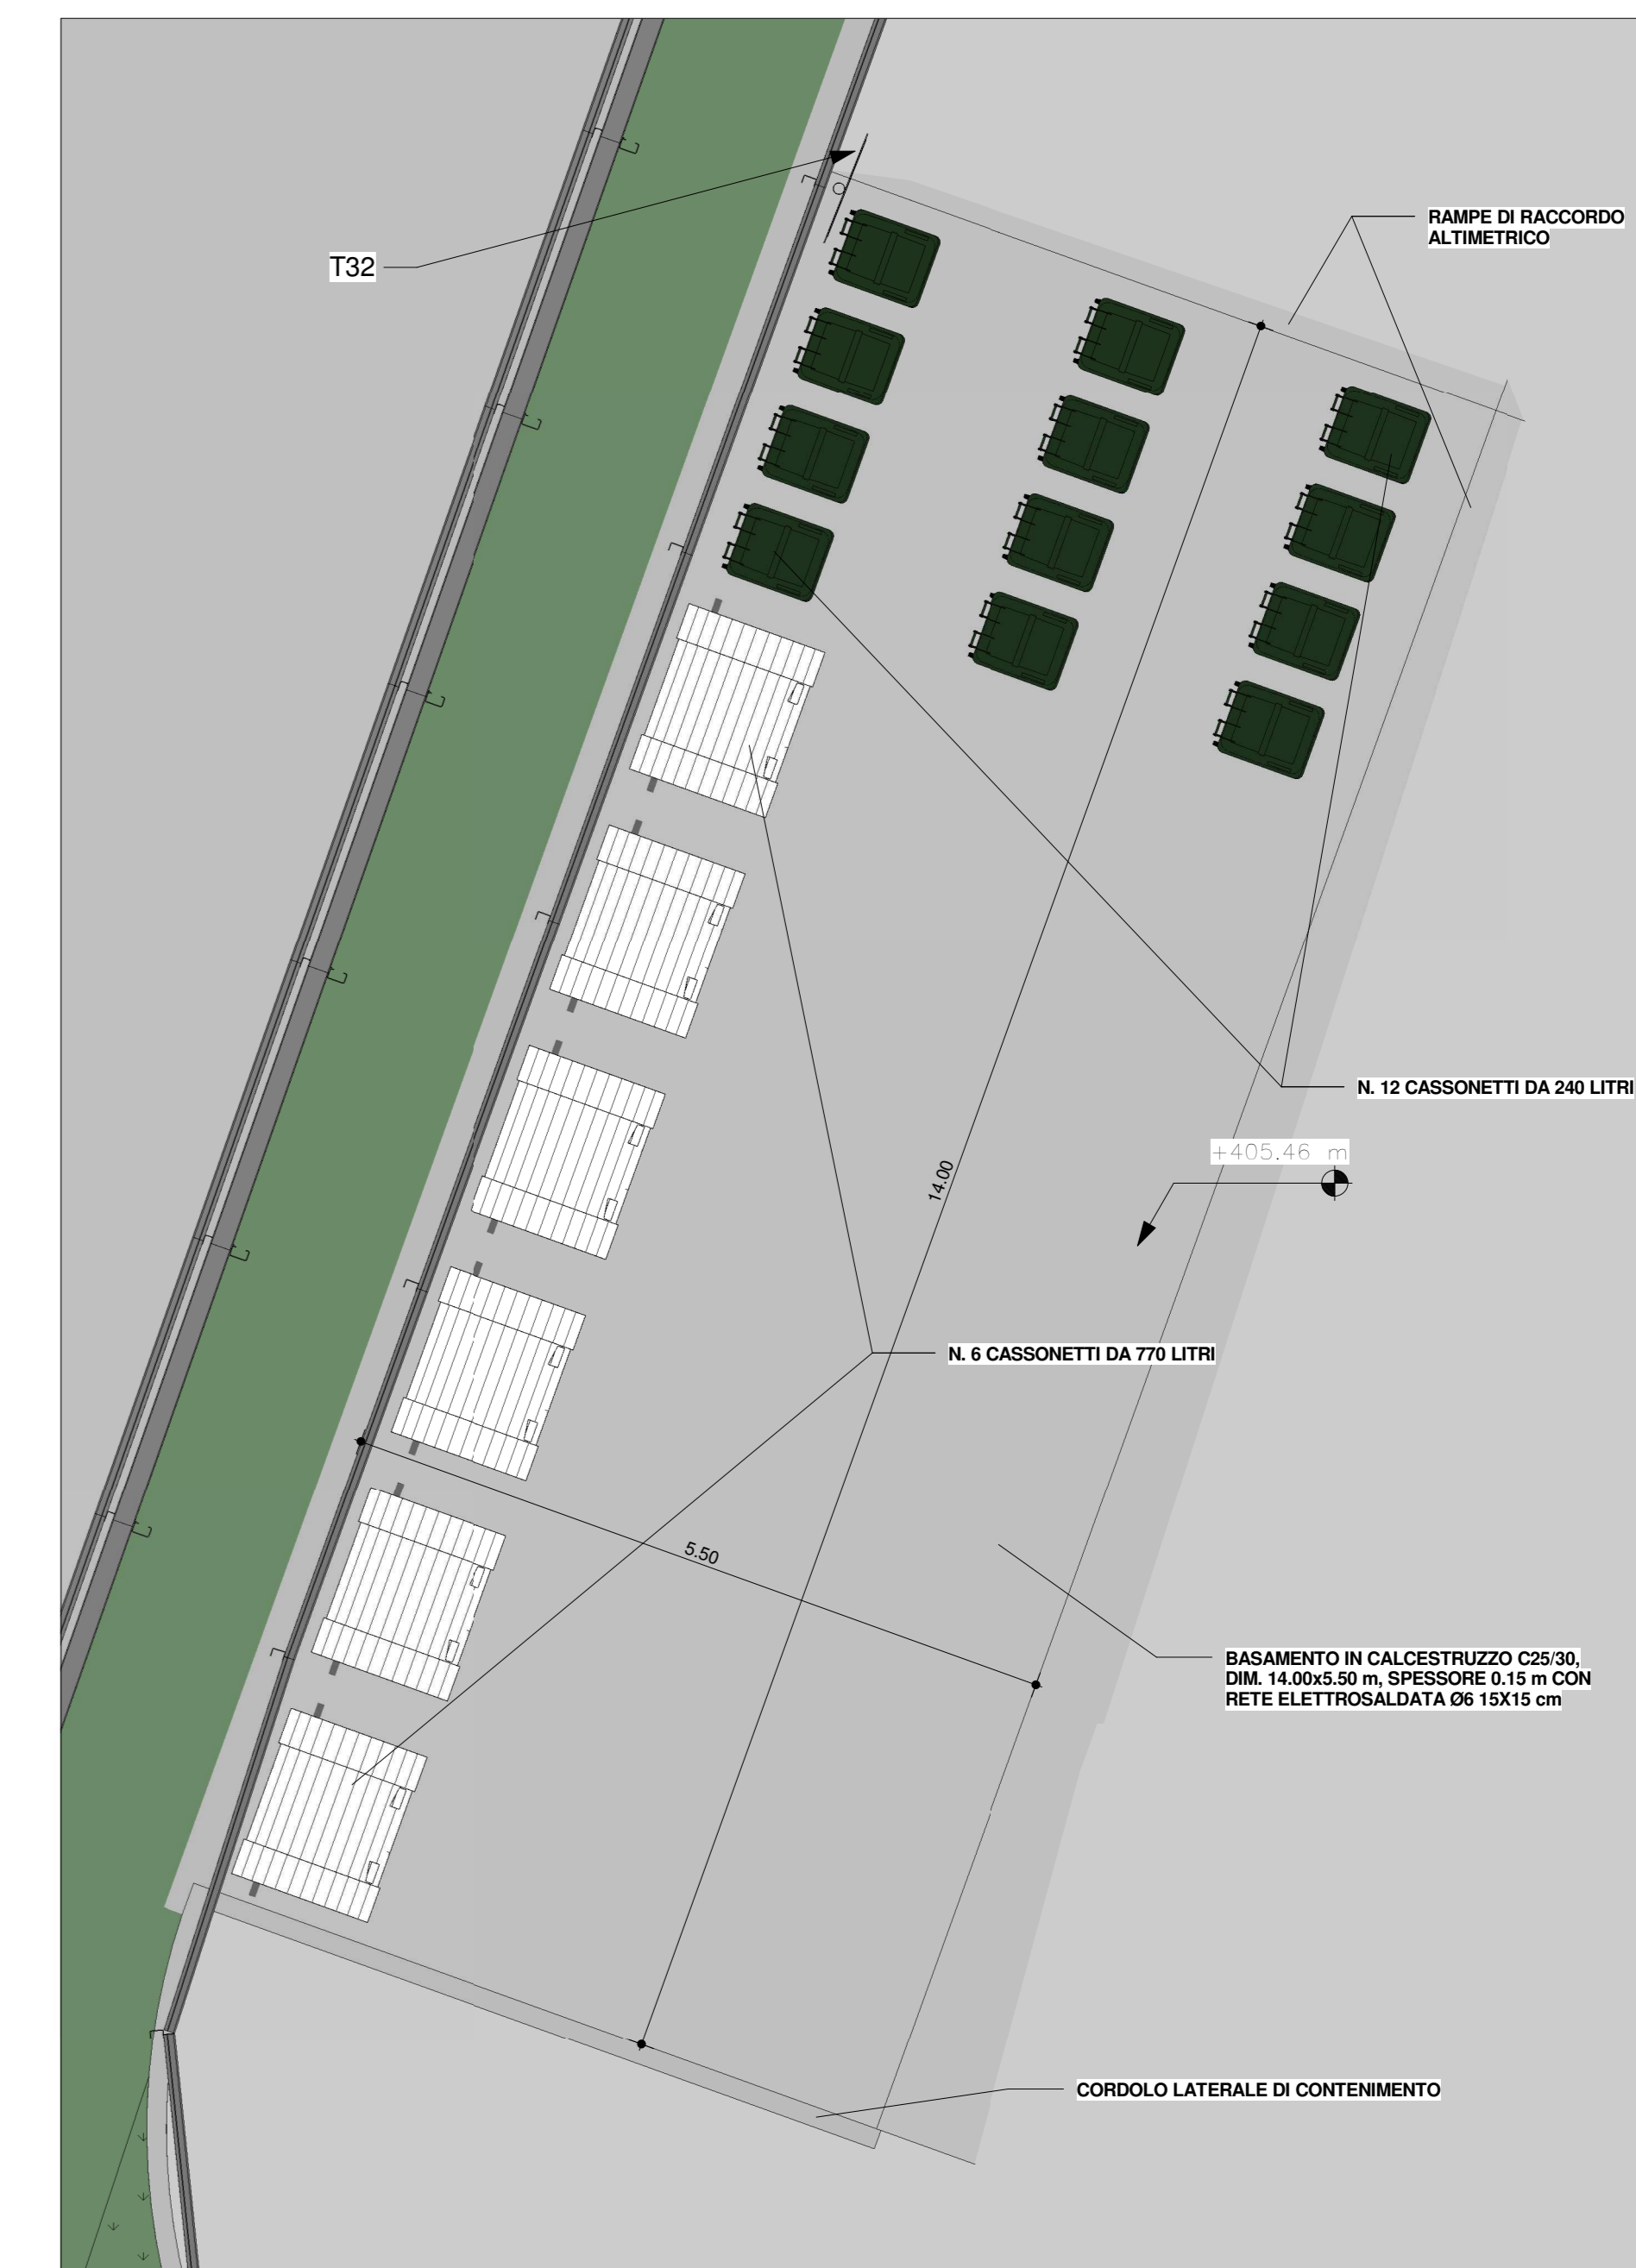 RAMPE DI RACCORDO
ALTIMETRICO
T32
N. 12 CASSONETTI DA 240 LITRI
+405.46 m
14.00
N. 6 CASSONETTI DA 770 LITRI
5.50
BASAMENTO IN CALCESTRUZZO C25/30,
DIM. 14.00x5.50 m, SPESSORE 0.15 m CON
RETE ELETTROSALDATA Ø6 15X15 cm
CORDOLO LATERALE DI CONTENIMENTO